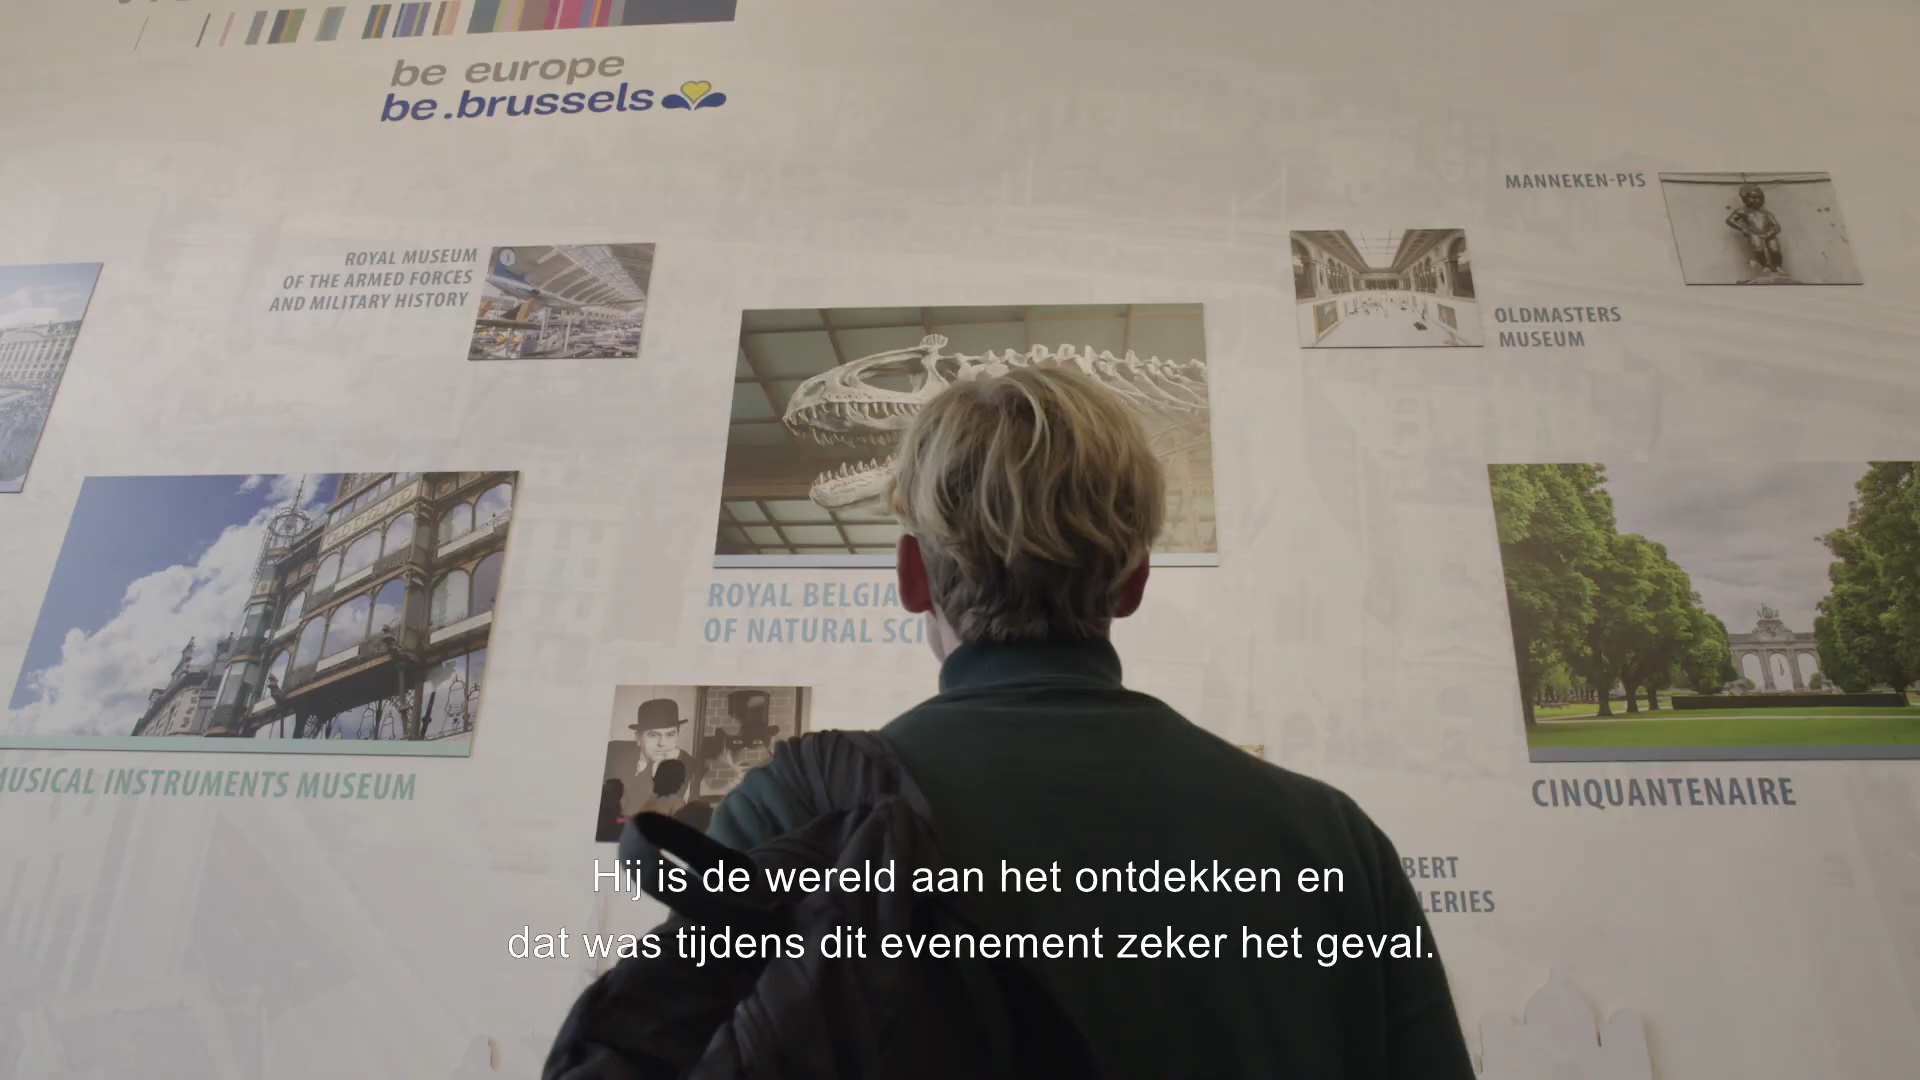 be europe
be.brussels
MANNEKEN-PIS
ROYAL MUSEUM
OF THE ARMED FORCES
AND MILITARY HISTORY
OLDMASTERS
MUSEUM
ROYAL BELGIA
OF NATURAL SCI
MUSICAL INSTRUMENTS MUSEUM
CINQUANTENAIRE
BERT
LERIES
Hij is de wereld aan het ontdekken en
dat was tijdens dit evenement zeker het geval.